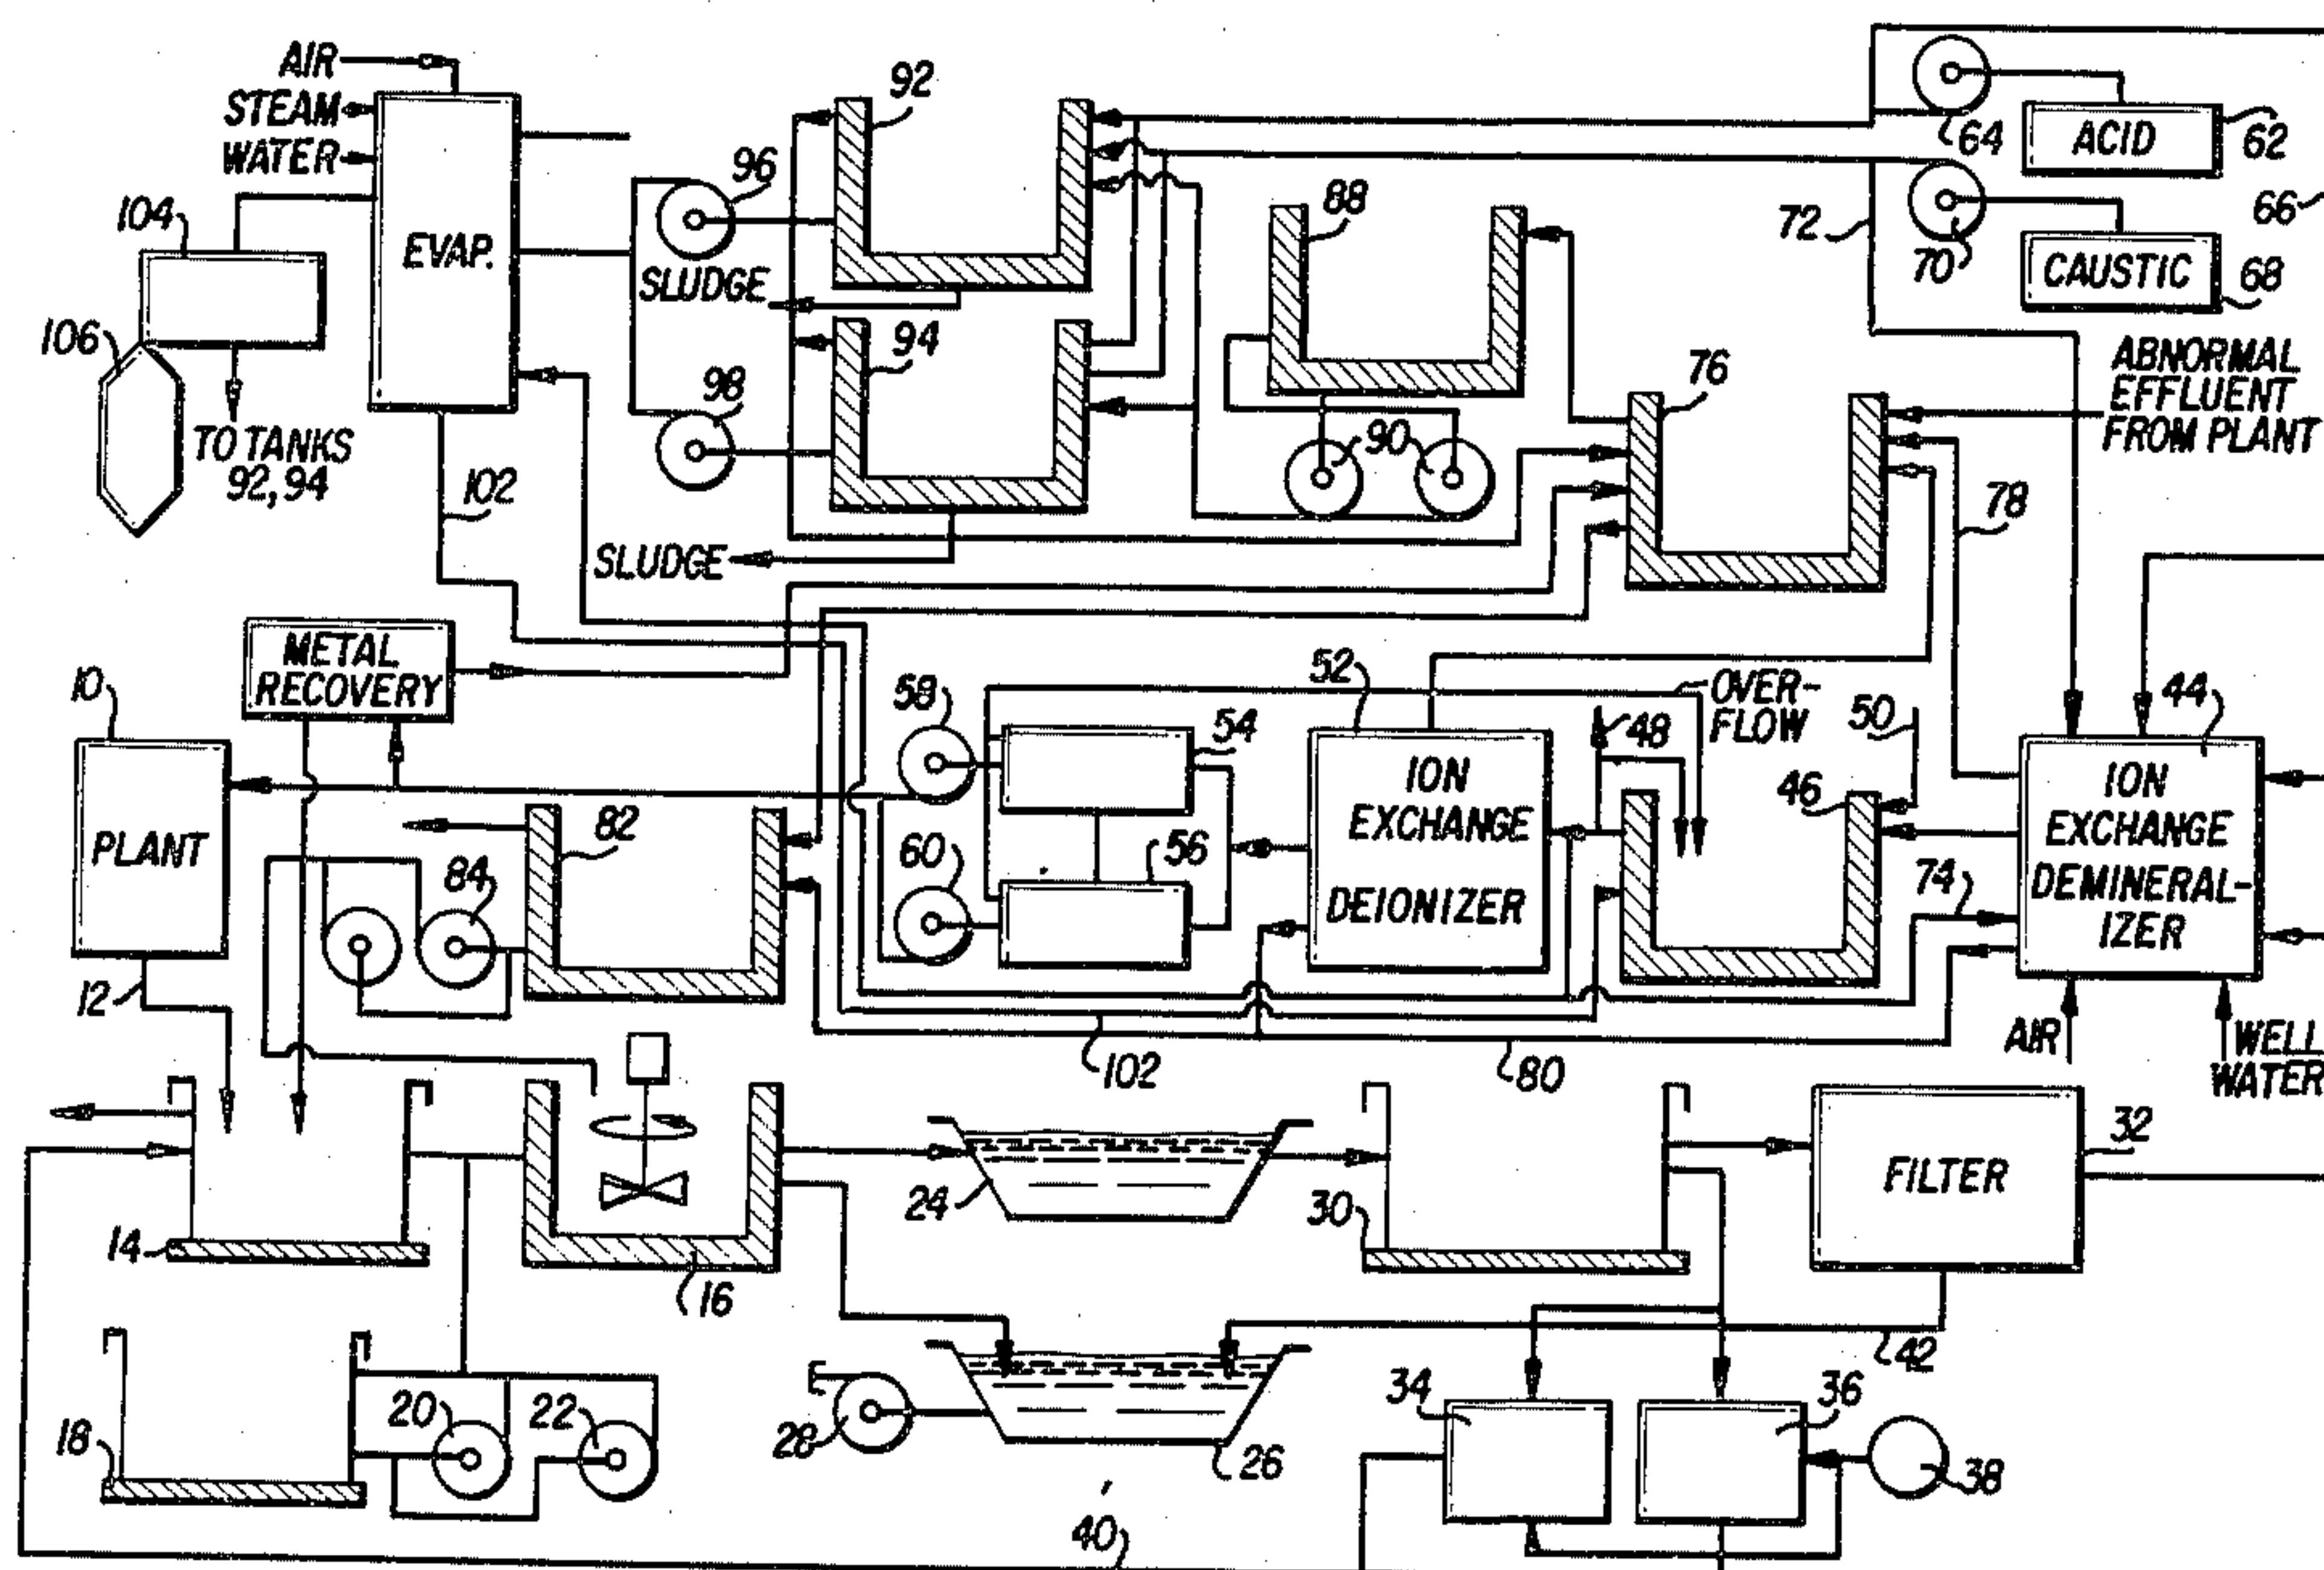 AIR
STEAM
WATER
EVAP.
104
106
TO TANKS
92, 94
102
96
98
92
SLUDGE
94
SLUDGE
88
90
64
ACID
62
66
72
70
CAUSTIC
68
76
ABNORMAL
EFFLUENT
FROM PLANT
78
METAL
RECOVERY
10
PLANT
12
58
54
60
56
52
ION
EXCHANGE
DEIONIZER
OVER-
FLOW
48
50
46
44
ION
EXCHANGE
DEMINERAL-
IZER
74
82
84
102
80
AIR
WELL
WATER
14
16
24
30
FILTER
32
42
18
20
22
28
26
34
36
38
40